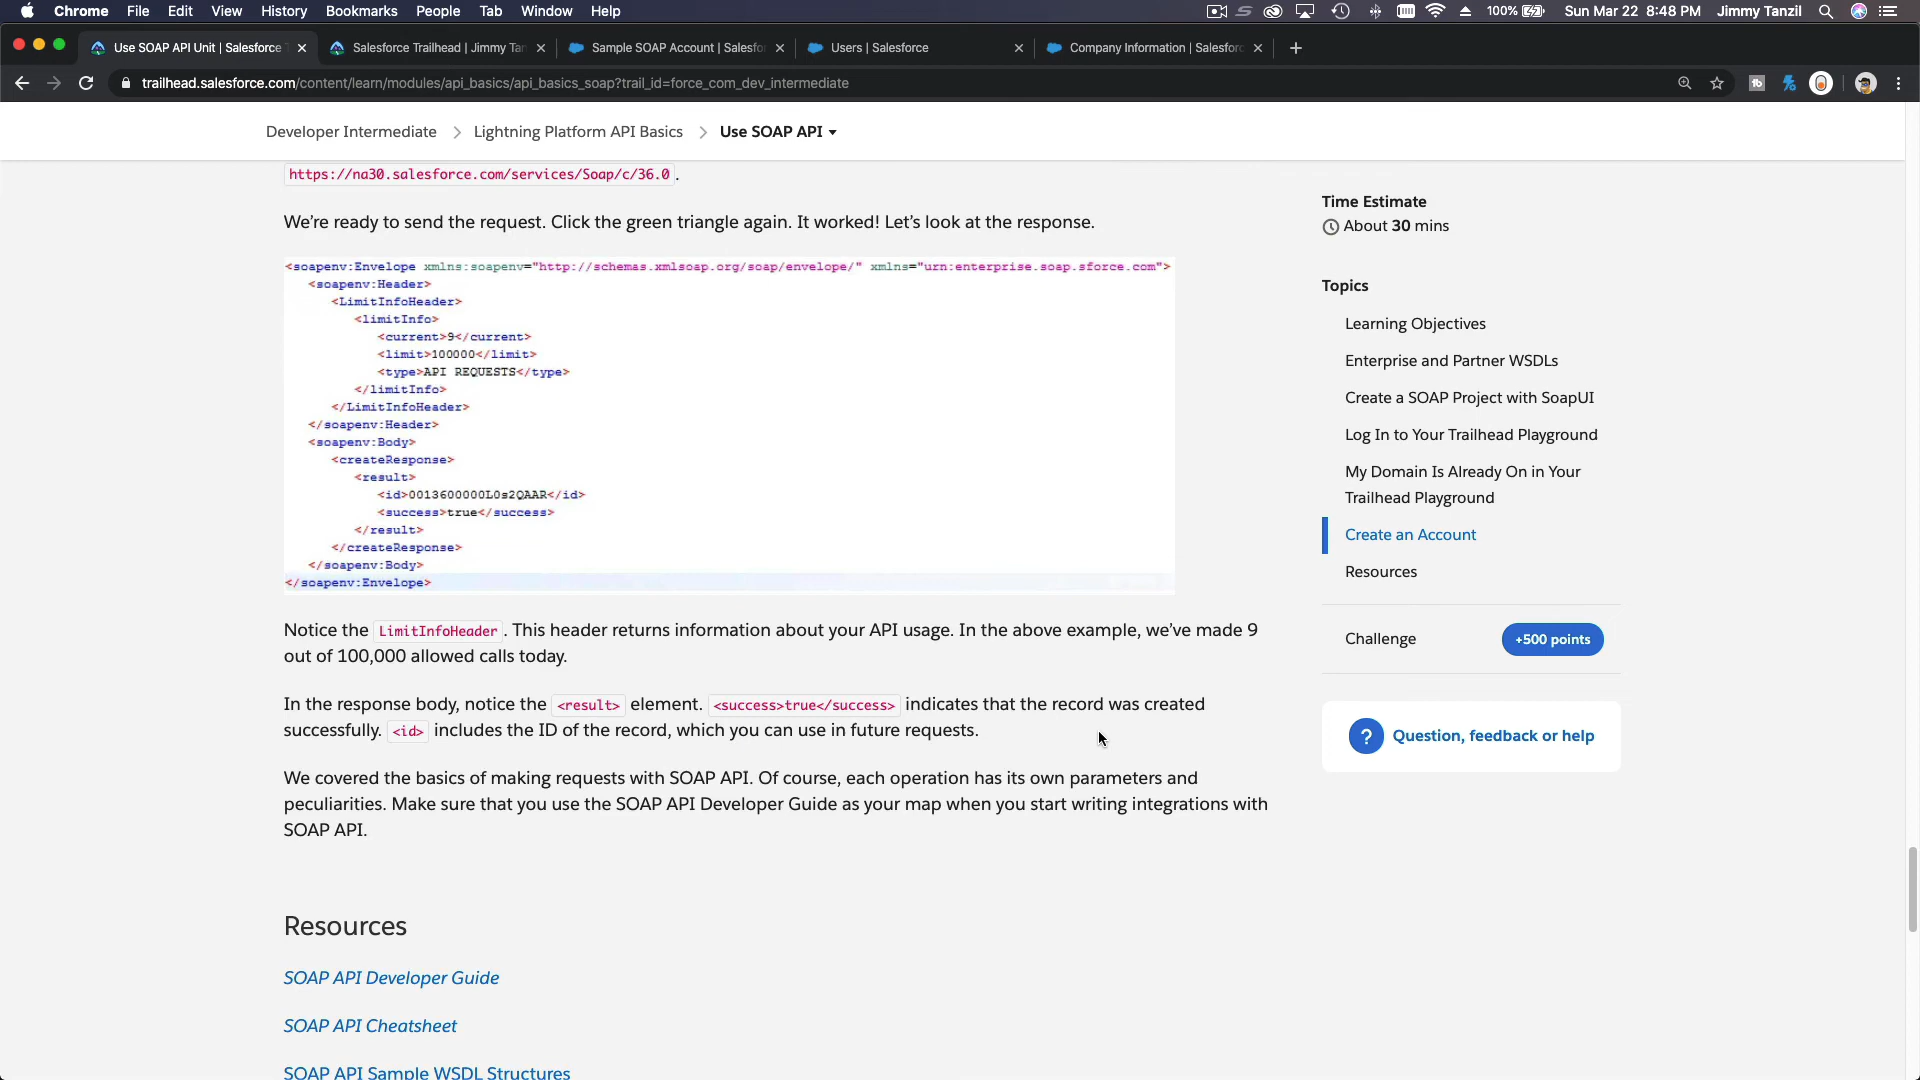 Chrome File Edit View History Bookmarks People Tab Window Help 100% Sun Mar 22 8:48 PM Jimmy Tanzil
Use SOAP API Unit | Salesforce Salesforce Trailhead | Jimmy Tan Sample SOAP Account | Salesfor Users | Salesforce Company Information | Salesforc
trailhead.salesforce.com/content/learn/modules/api_basics/api_basics_soap?trail_id=force_com_dev_intermediate
Developer Intermediate > Lightning Platform API Basics > Use SOAP API
https://na30.salesforce.com/services/Soap/c/36.0 .
We’re ready to send the request. Click the green triangle again. It worked! Let’s look at the response.
<soapenv:Envelope xmlns:soapenv="http://schemas.xmlsoap.org/soap/envelope/" xmlns="urn:enterprise.soap.sforce.com">
<soapenv:Header>
<LimitInfoHeader>
<limitInfo>
<current>9</current>
<limit>100000</limit>
<type>API REQUESTS</type>
</limitInfo>
</LimitInfoHeader>
</soapenv:Header>
<soapenv:Body>
<createResponse>
<result>
<id>0013600000L0s2QAAR</id>
<success>true</success>
</result>
</createResponse>
</soapenv:Body>
</soapenv:Envelope>
Notice the LimitInfoHeader . This header returns information about your API usage. In the above example, we’ve made 9
out of 100,000 allowed calls today.
In the response body, notice the <result> element. <success>true</success> indicates that the record was created
successfully. <id> includes the ID of the record, which you can use in future requests.
We covered the basics of making requests with SOAP API. Of course, each operation has its own parameters and
peculiarities. Make sure that you use the SOAP API Developer Guide as your map when you start writing integrations with
SOAP API.
Resources
SOAP API Developer Guide
SOAP API Cheatsheet
SOAP API Sample WSDL Structures
Time Estimate
About 30 mins
Topics
Learning Objectives
Enterprise and Partner WSDLs
Create a SOAP Project with SoapUI
Log In to Your Trailhead Playground
My Domain Is Already On in Your
Trailhead Playground
Create an Account
Resources
Challenge +500 points
? Question, feedback or help